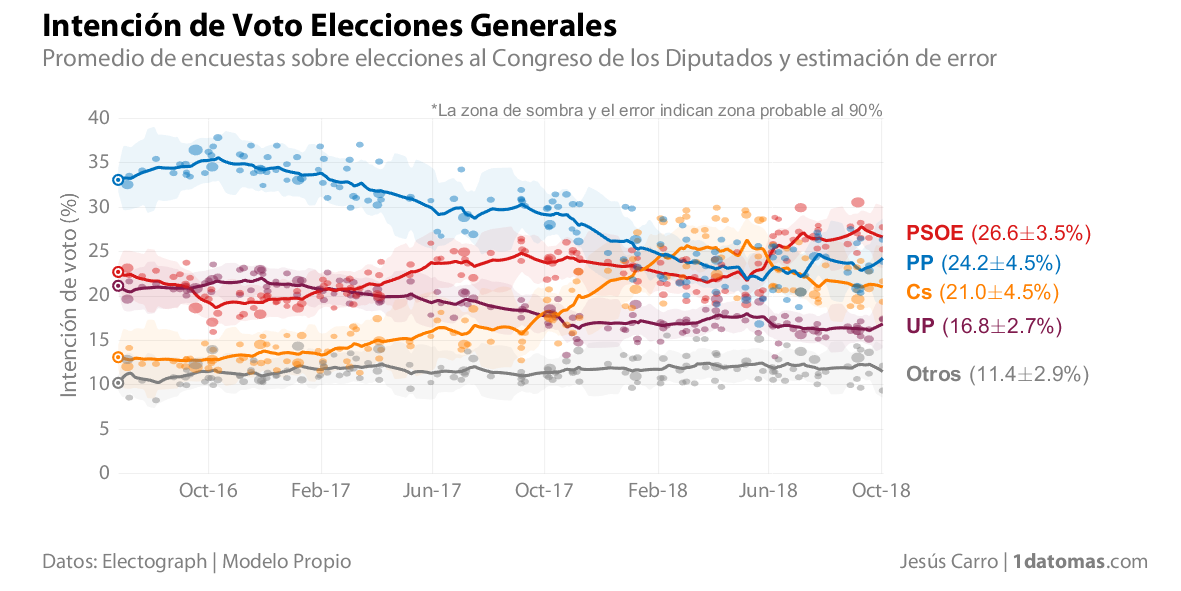 Intención de Voto Elecciones Generales
Promedio de encuestas sobre elecciones al Congreso de los Diputados y estimación de error
*La zona de sombra y el error indican zona probable al 90%
Intención de voto (%)
40
35
30
25
20
15
10
5
0
Oct-16 Feb-17 Jun-17 Oct-17 Feb-18 Jun-18 Oct-18
PSOE (26.6±3.5%)
PP (24.2±4.5%)
Cs (21.0±4.5%)
UP (16.8±2.7%)
Otros (11.4±2.9%)
Datos: Electograph | Modelo Propio
Jesús Carro | 1datomas.com